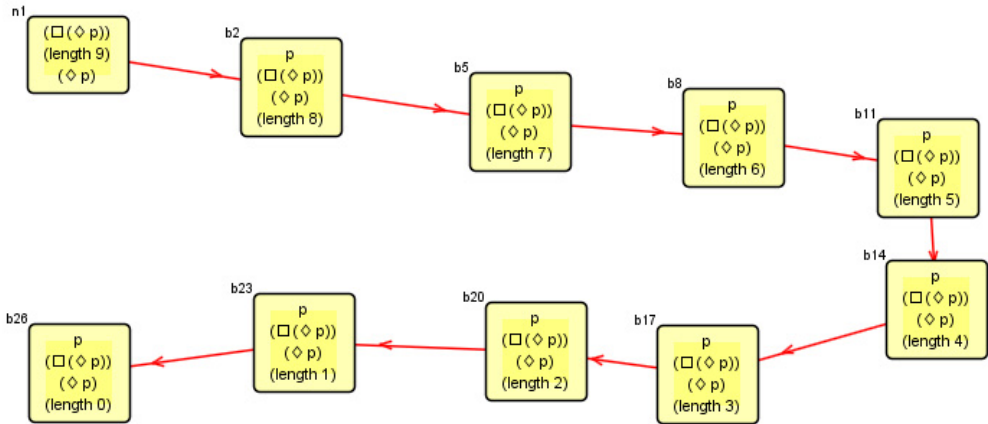 n1
(□(◇ p))
(length 9)
(◇ p)
b2
p
(□(◇ p))
(◇ p)
(length 8)
b5
p
(□(◇ p))
(◇ p)
(length 7)
b8
p
(□(◇ p))
(◇ p)
(length 6)
b11
p
(□(◇ p))
(◇ p)
(length 5)
b14
p
(□(◇ p))
(◇ p)
(length 4)
b17
p
(□(◇ p))
(◇ p)
(length 3)
b20
p
(□(◇ p))
(◇ p)
(length 2)
b23
p
(□(◇ p))
(◇ p)
(length 1)
b26
p
(□(◇ p))
(◇ p)
(length 0)